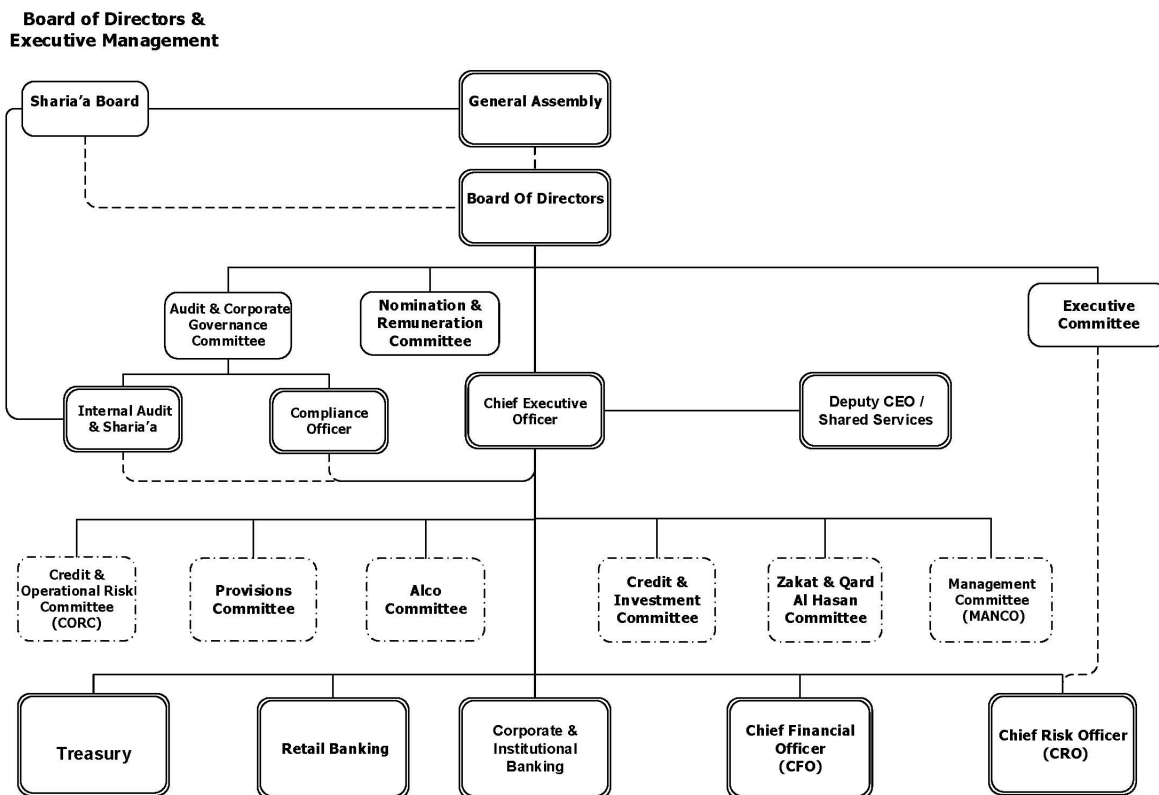 Board of Directors &
Executive Management
Sharia'a Board
General Assembly
Board Of Directors
Audit & Corporate
Governance
Committee
Nomination &
Remuneration
Committee
Executive
Committee
Internal Audit
& Sharia'a
Compliance
Officer
Chief Executive
Officer
Deputy CEO /
Shared Services
Credit &
Operational Risk
Committee
(CORC)
Provisions
Committee
Alco
Committee
Credit &
Investment
Committee
Zakat & Qard
Al Hasan
Committee
Management
Committee
(MANCO)
Treasury
Retail Banking
Corporate &
Institutional
Banking
Chief Financial
Officer
(CFO)
Chief Risk Officer
(CRO)